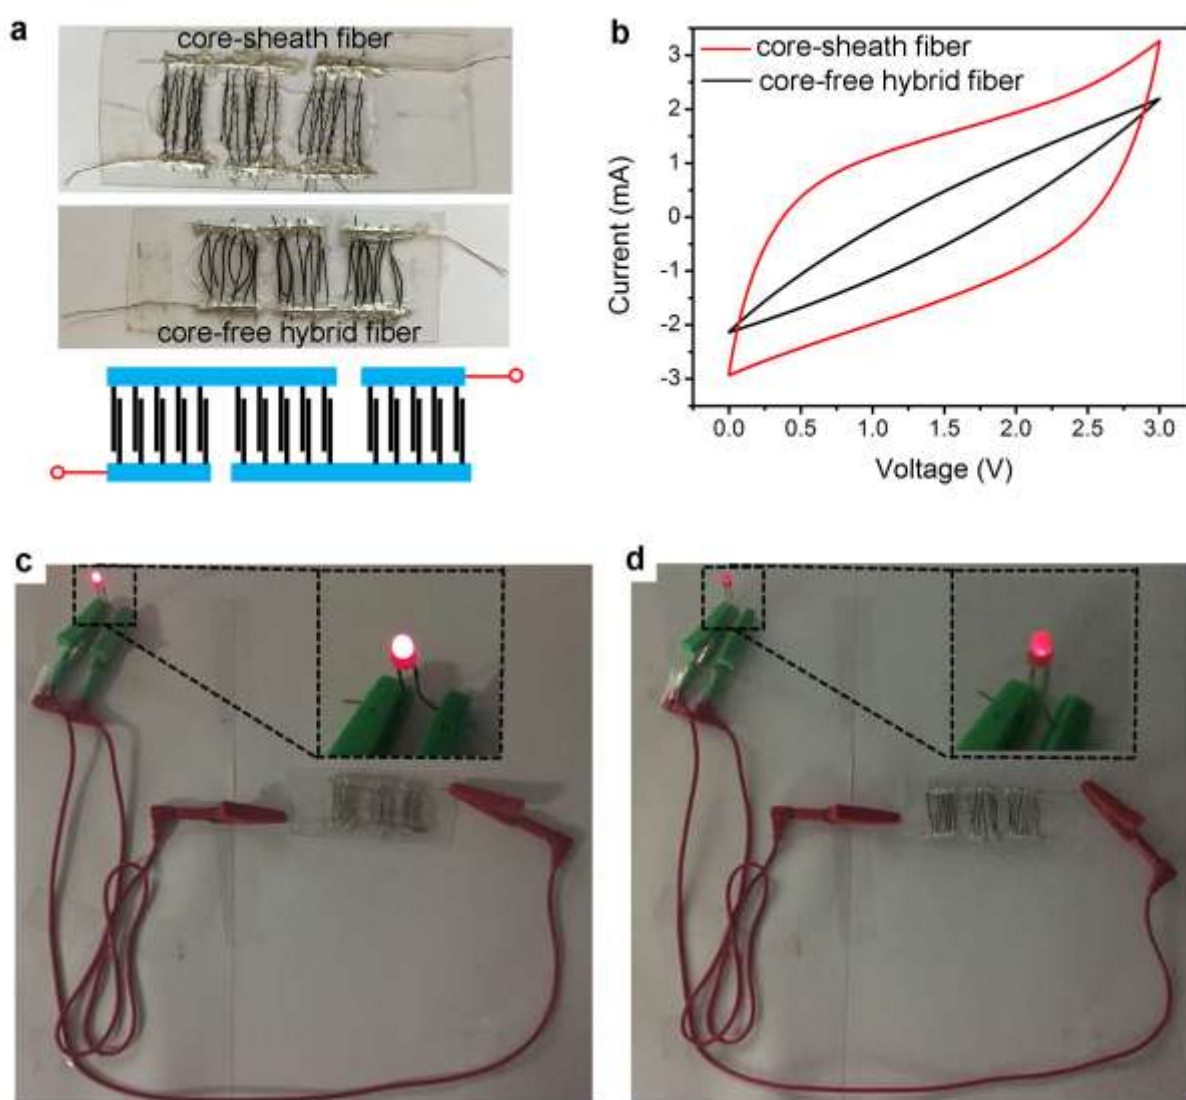 a
core-sheath fiber
core-free hybrid fiber
b
core-sheath fiber
core-free hybrid fiber
Current (mA)
3
2
1
0
-1
-2
-3
0.0 0.5 1.0 1.5 2.0 2.5 3.0
Voltage (V)
c
d